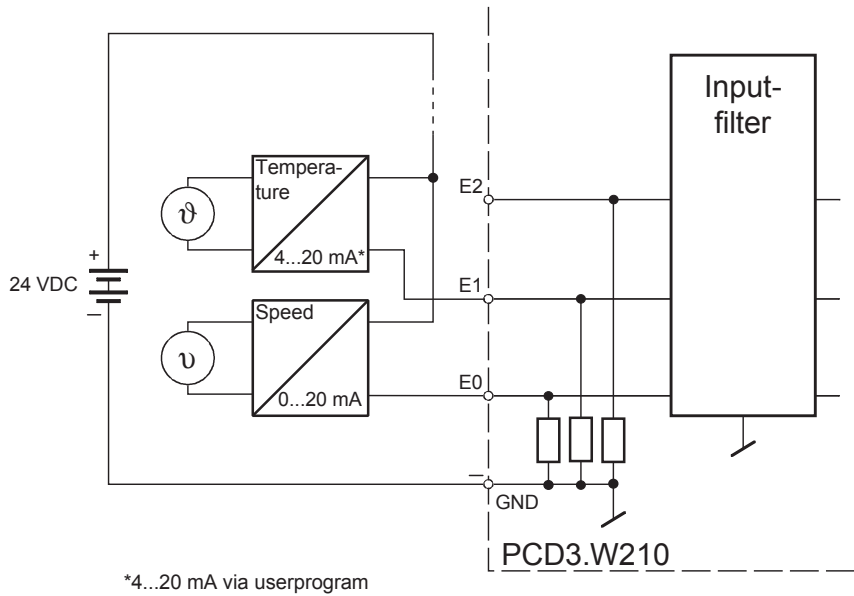 Input-
filter
Tempera-
ture
ϑ
4...20 mA*
E2
E1
+
24 VDC
–
Speed
υ
0...20 mA
E0
–
GND
PCD3.W210
*4...20 mA via userprogram